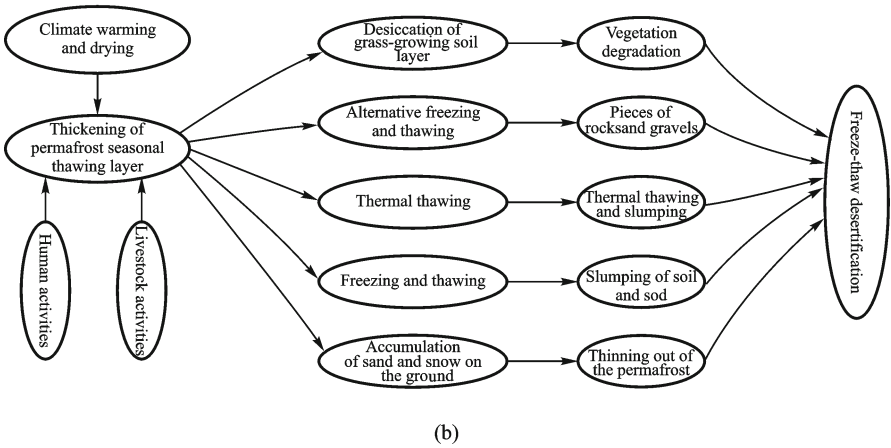 Climate warming
and drying
Thickening of
permafrost seasonal
thawing layer
Human activities
Livestock activities
Desiccation of
grass-growing soil
layer
Vegetation
degradation
Alternative freezing
and thawing
Pieces of
rocksand gravels
Thermal thawing
Thermal thawing
and slumping
Freezing and thawing
Slumping of soil
and sod
Accumulation
of sand and snow on
the ground
Thinning out of
the permafrost
Freeze-thaw desertification
(b)